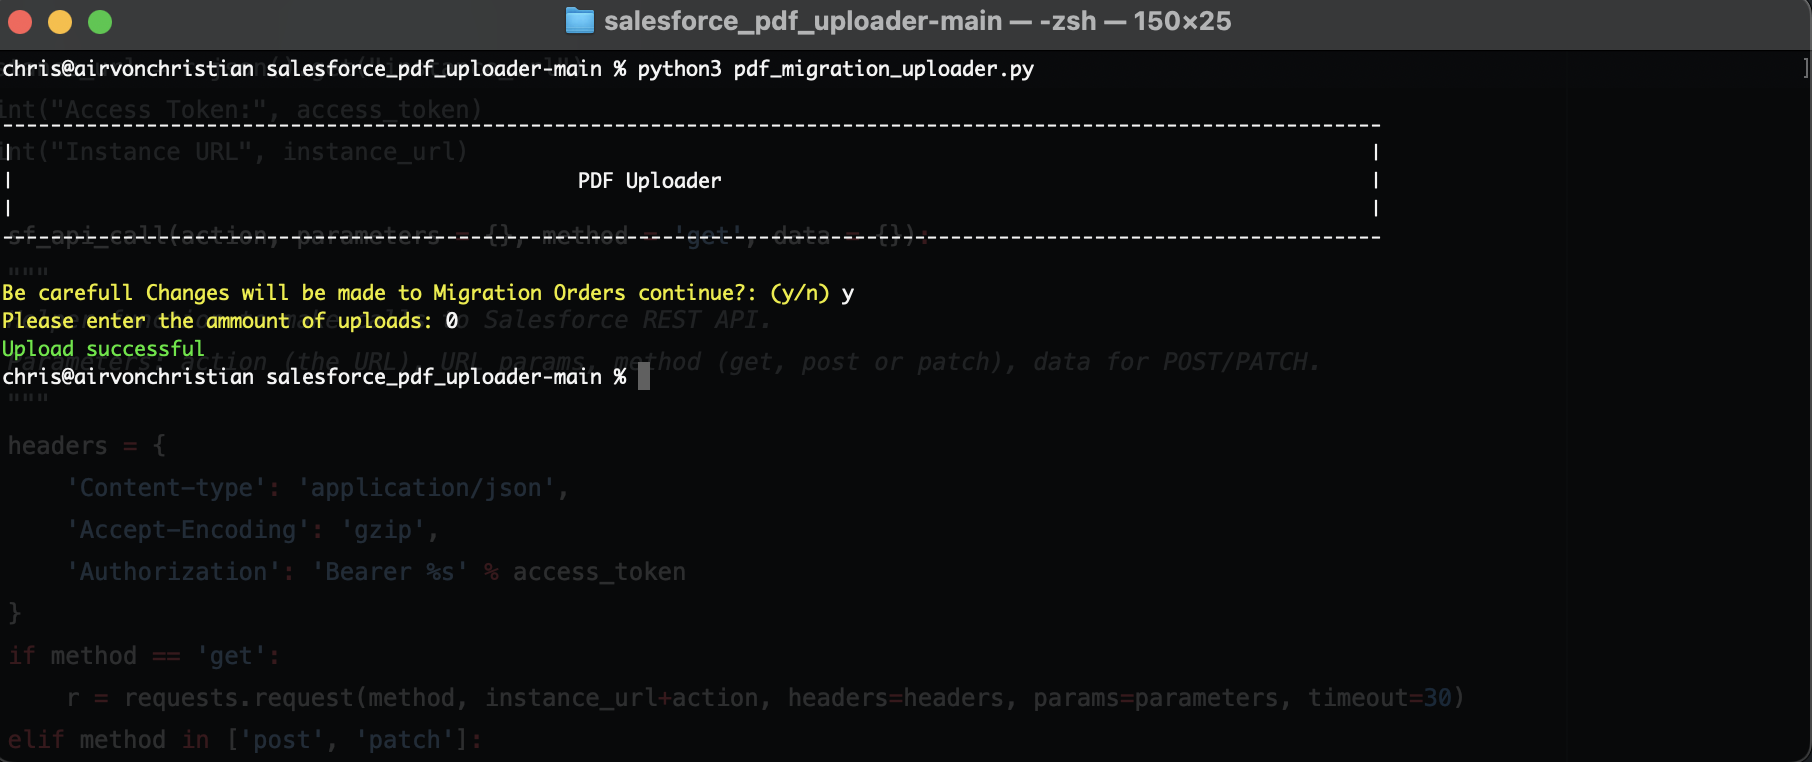 salesforce_pdf_uploader-main — -zsh — 150×25
chris@airvonchristian salesforce_pdf_uploader-main % python3 pdf_migration_uploader.py
int("Access Token:", access_token)
int("Instance URL", instance_url)
PDF Uploader
sf_api_call(action, parameters = {}, method = 'get', data = {}):
"""
Be carefull Changes will be made to Migration Orders continue?: (y/n) y
Please enter the ammount of uploads: 0
Salesforce REST API.
Upload successful
action (the URL), URL params, method (get, post or patch), data for POST/PATCH.
chris@airvonchristian salesforce_pdf_uploader-main %
"""
headers = {
'Content-type': 'application/json',
'Accept-Encoding': 'gzip',
'Authorization': 'Bearer %s' % access_token
}
if method == 'get':
r = requests.request(method, instance_url+action, headers=headers, params=parameters, timeout=30)
elif method in ['post', 'patch']: